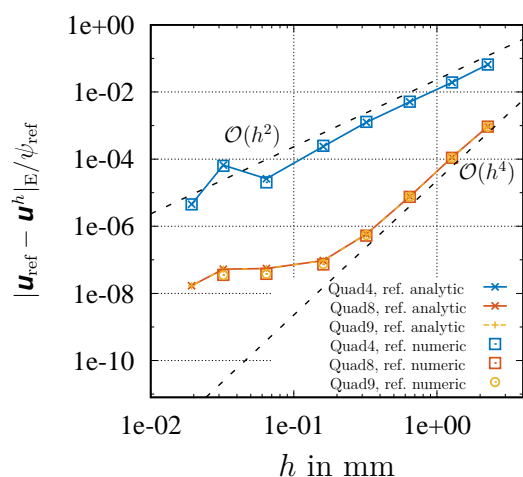 1e+00
1e-02
1e-04
1e-06
1e-08
1e-10
|u_ref − u^h|_E/ψ_ref
O(h²)
O(h⁴)
Quad4, ref. analytic
Quad8, ref. analytic
Quad9, ref. analytic
Quad4, ref. numeric
Quad8, ref. numeric
Quad9, ref. numeric
1e-02 1e-01 1e+00
h in mm